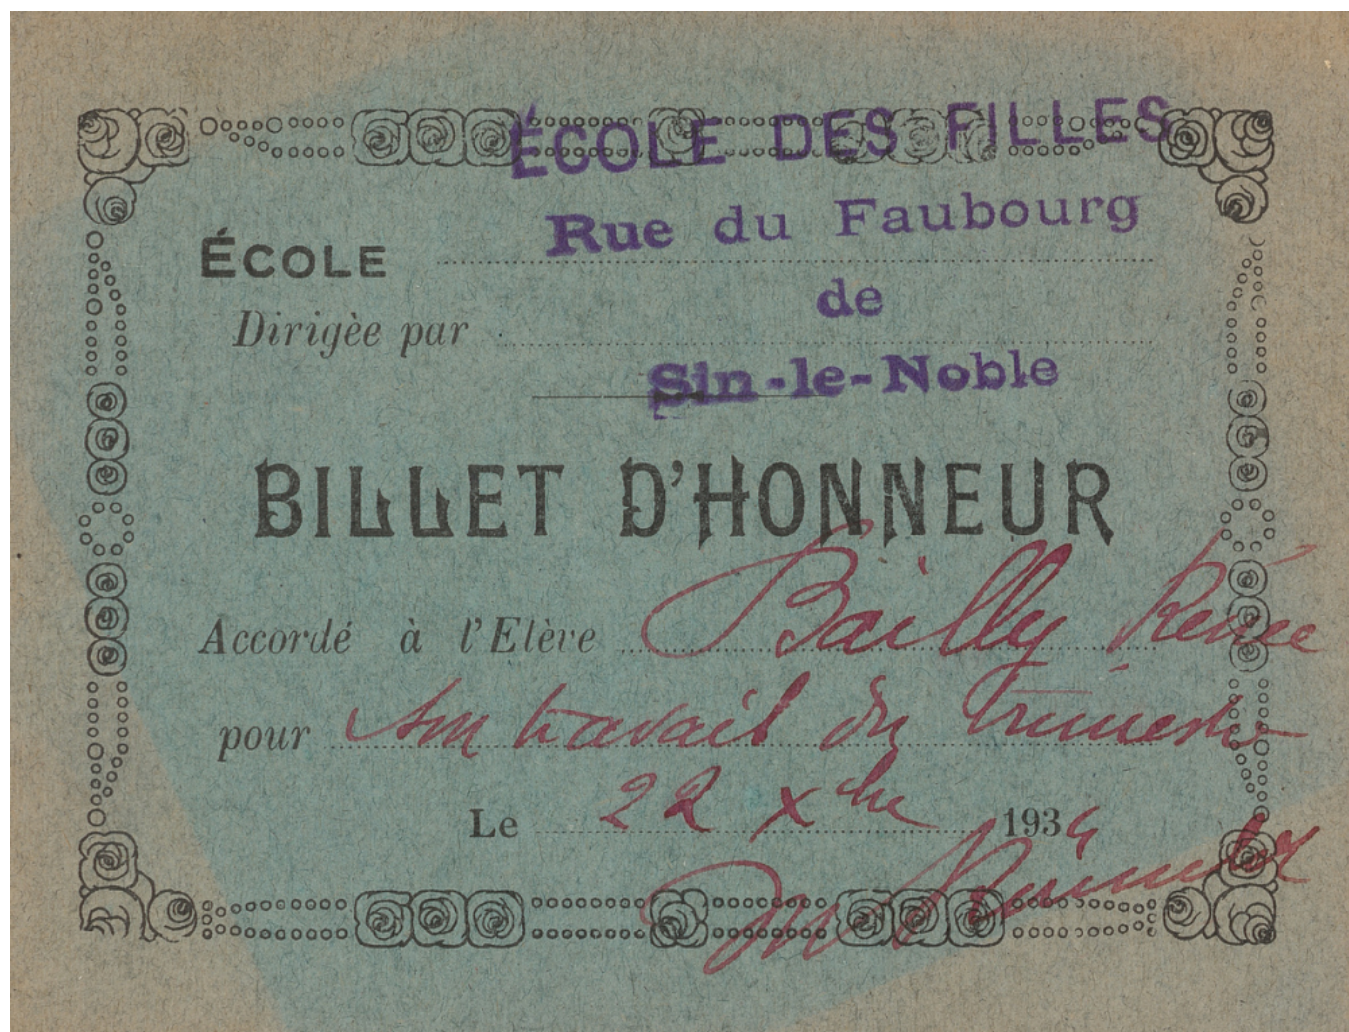 ÉCOLE DES FILLES
ÉCOLE Rue du Faubourg
de
Dirigèe par
Sin-le-Noble
BILLET D'HONNEUR
Accordé à l'Elève Bailly Renée
pour son travail du trimestre
Le 22 Xbre 1934